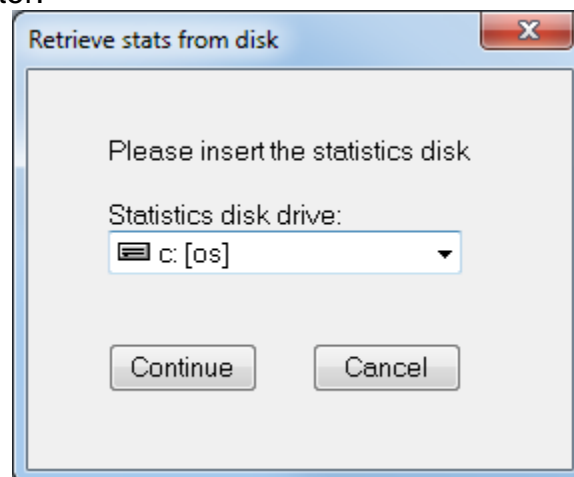 Retrieve stats from disk
Please insert the statistics disk
Statistics disk drive:
c: [os]
Continue Cancel